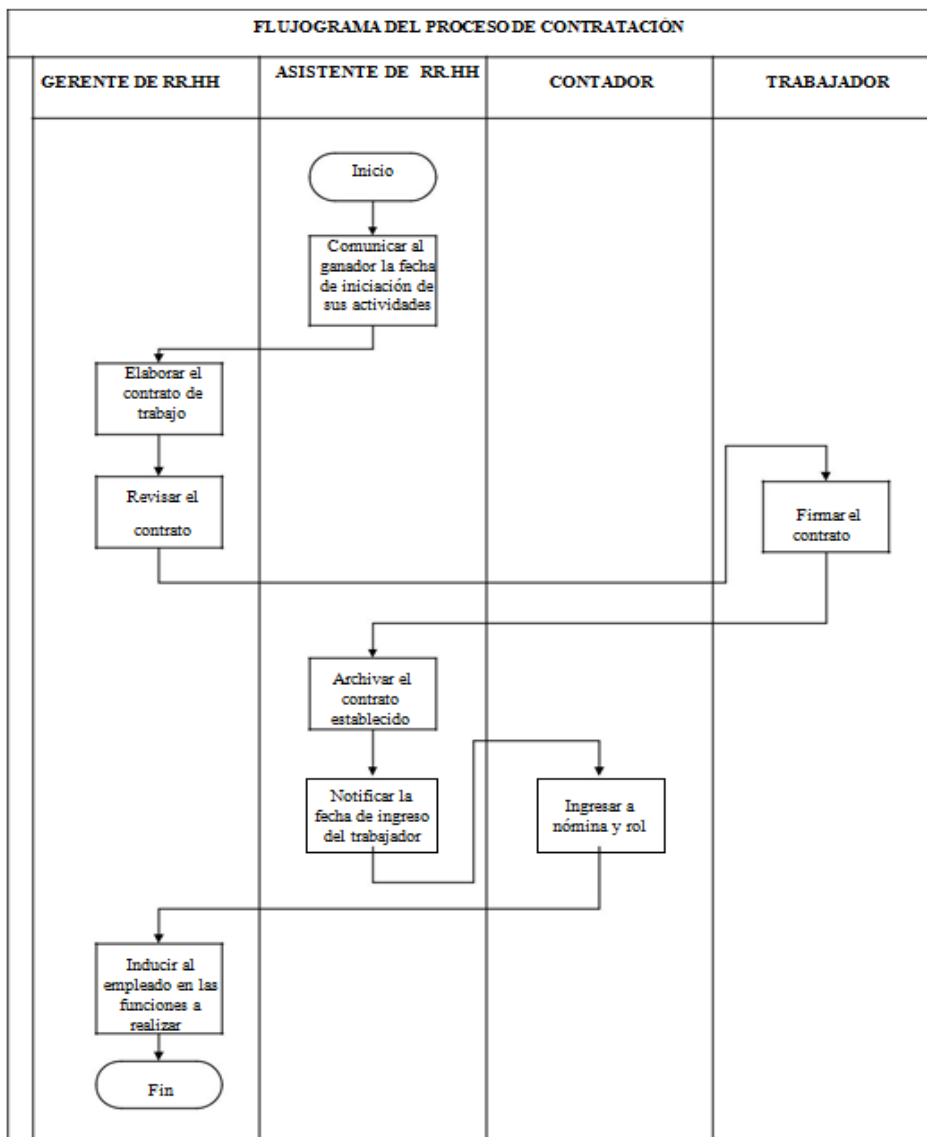 FLUJOGRAMA DEL PROCESO DE CONTRATACIÓN
GERENTE DE RR.HH
ASISTENTE DE RR.HH
CONTADOR
TRABAJADOR
Inicio
Comunicar al
ganador la fecha
de iniciación de
sus actividades
Elaborar el
contrato de
trabajo
Revisar el
contrato
Firmar el
contrato
Archivar el
contrato
establecido
Notificar la
fecha de ingreso
del trabajador
Ingresar a
nómina y rol
Inducir al
empleado en las
funciones a
realizar
Fin